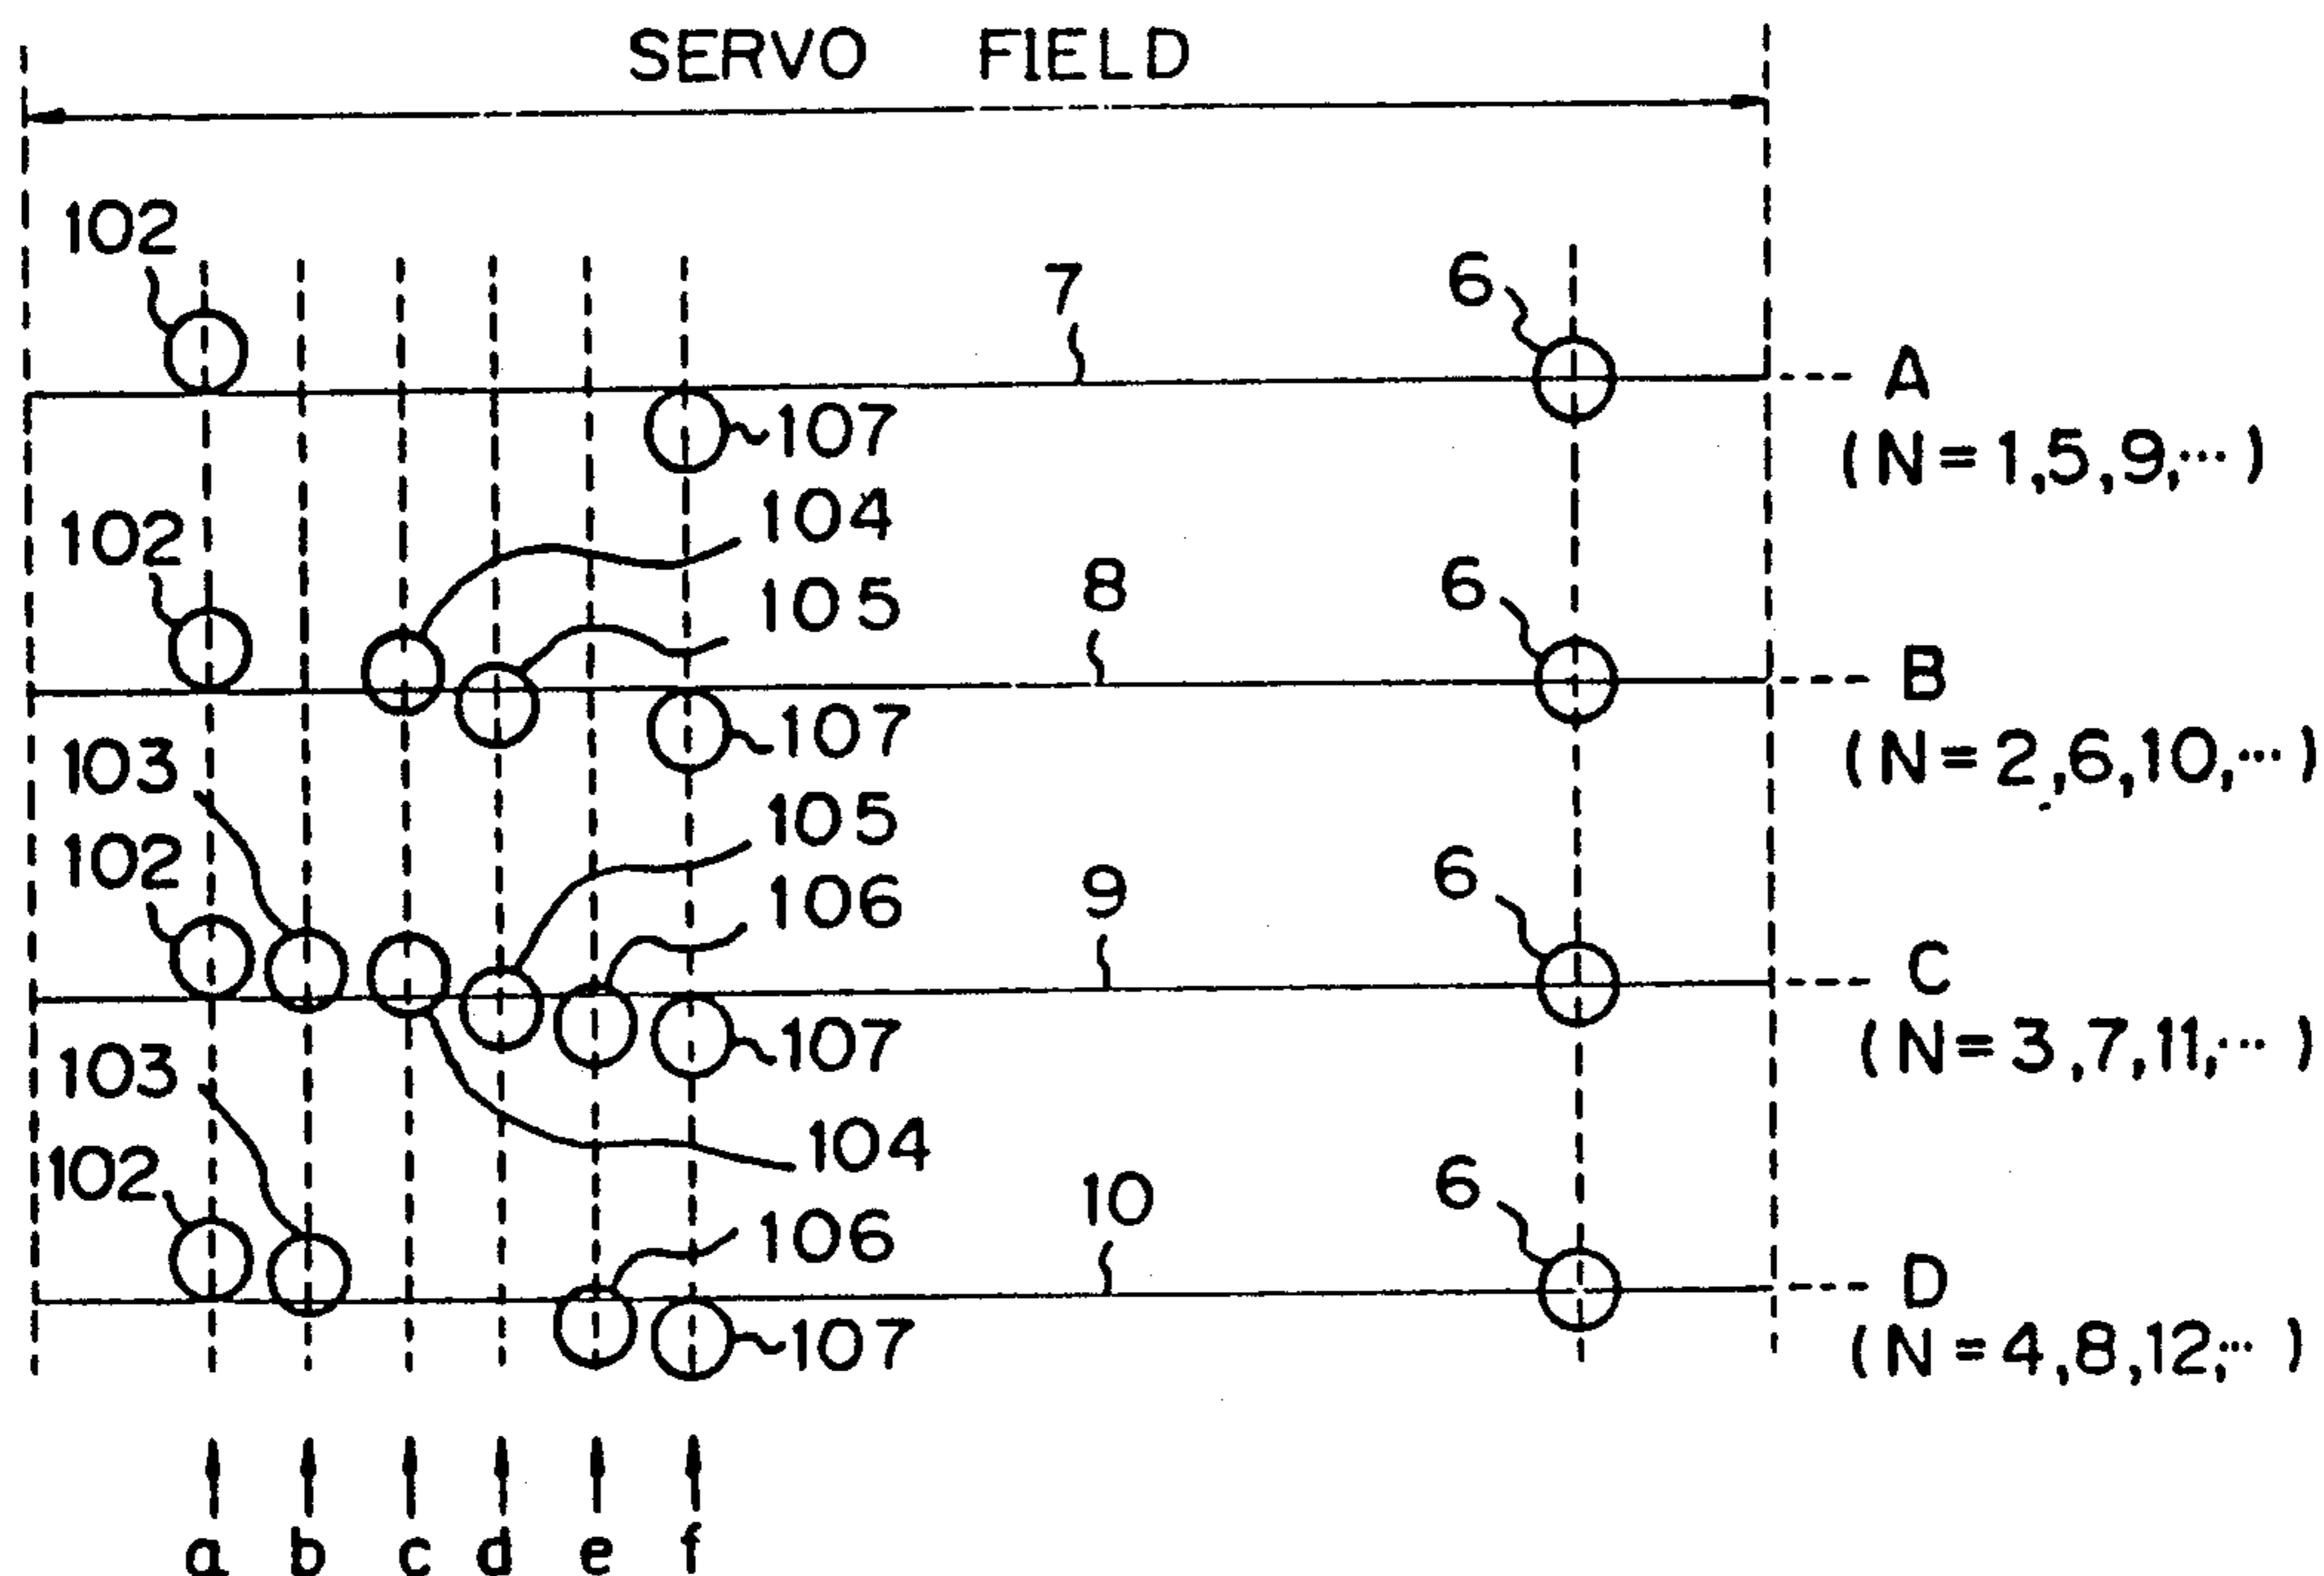 SERVO FIELD
102
7
6
A
107
(N=1,5,9,···)
104
102
105
8
6
B
107
(N=2,6,10,···)
103
105
102
106
9
6
C
107
(N=3,7,11,···)
103
104
102
106
10
6
D
107
(N=4,8,12,···)
a b c d e f